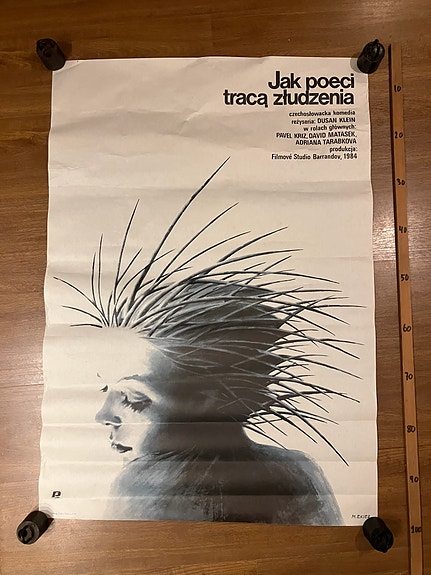 Jak poeci
tracą złudzenia
czechosłowacka komedia
reżyseria: DUSAN KLEIN
w rolach głównych:
PAVEL KRIZ, DAVID MATASEK,
ADRIANA TARABKOVA
produkcja:
Filmové Studio Barrandov, 1984
10
20
30
40
50
60
70
80
90
100
P